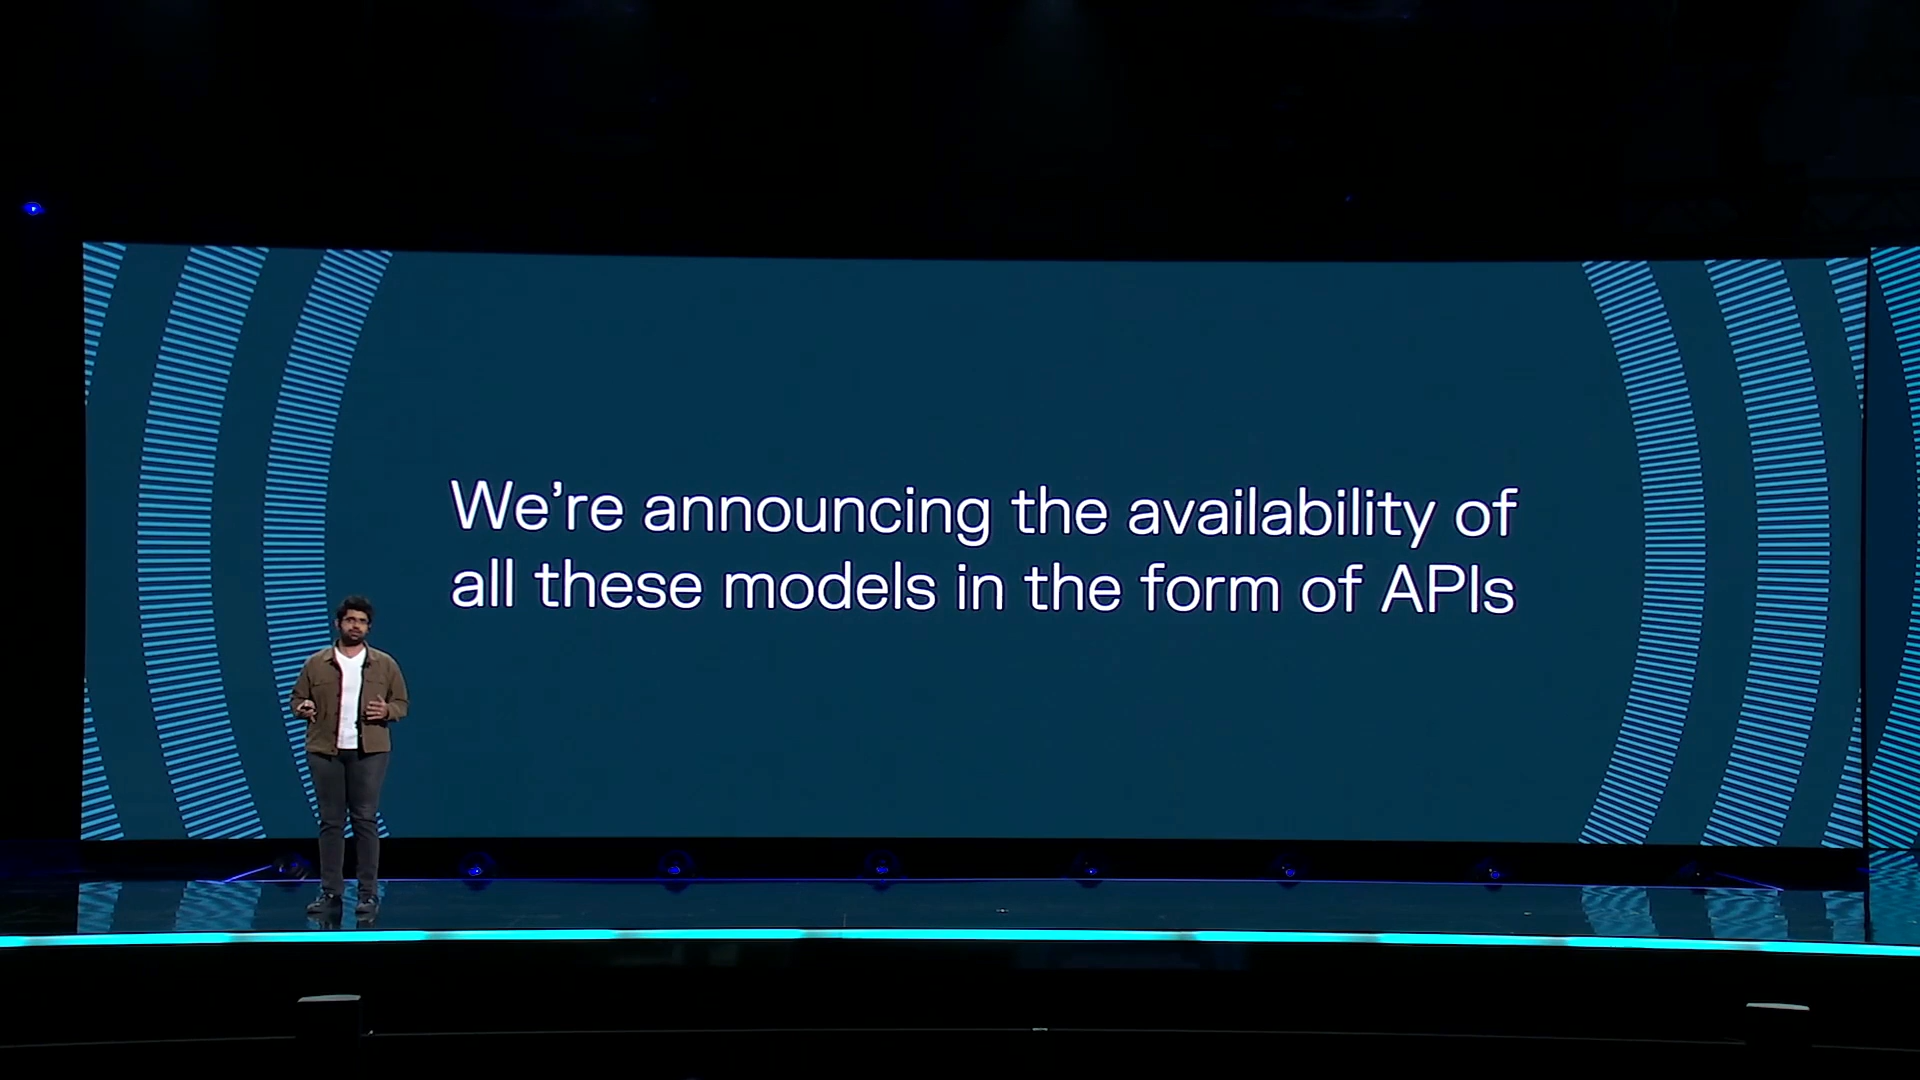 We’re announcing the availability of
all these models in the form of APIs